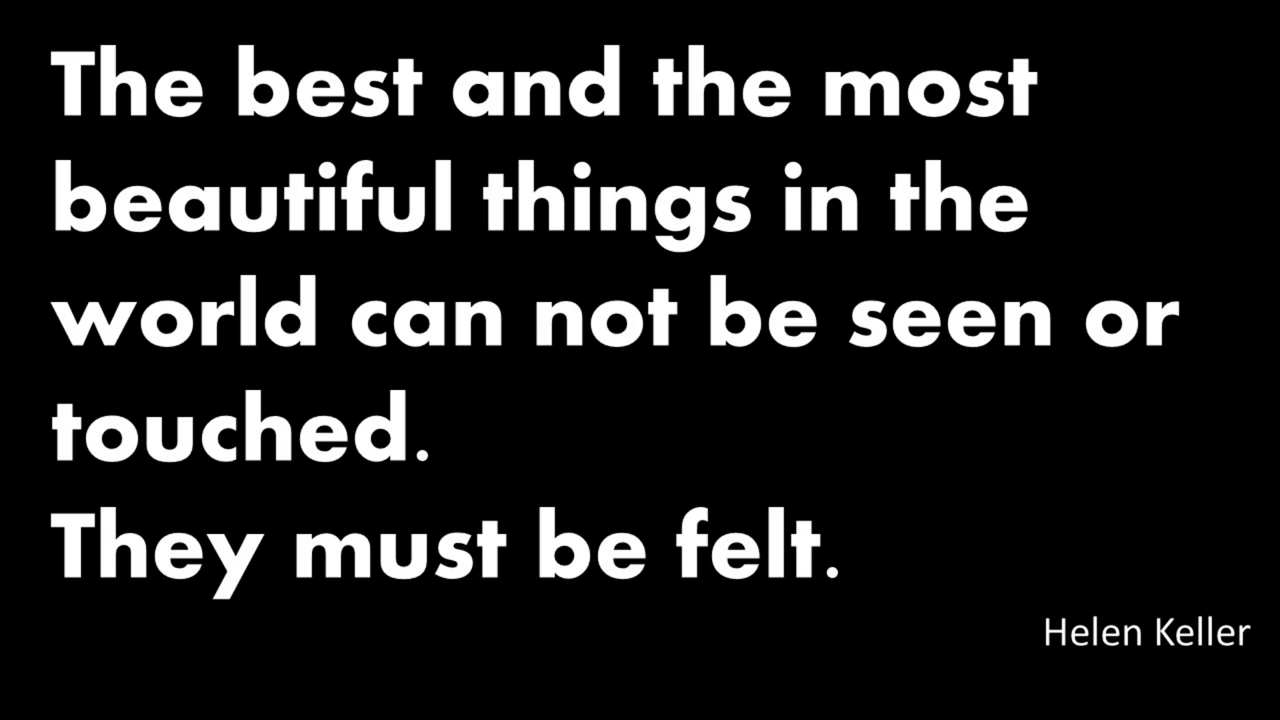 The best and the most
beautiful things in the
world can not be seen or
touched.
They must be felt.
Helen Keller